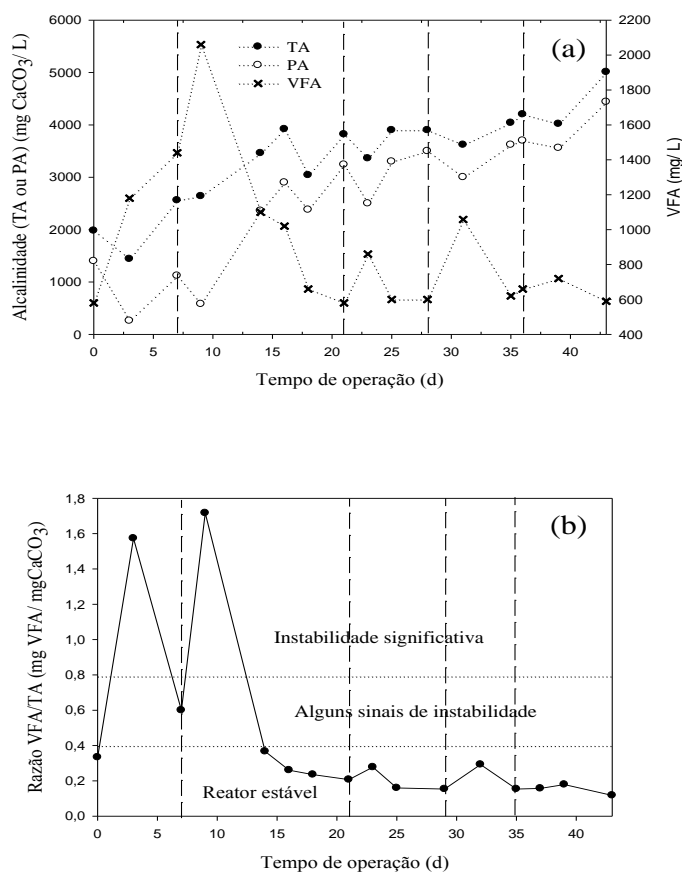 (a)
TA
PA
VFA
Alcalinidade (TA ou PA) (mg CaCO3/ L)
6000
5000
4000
3000
2000
1000
0
VFA (mg/ L)
2200
2000
1800
1600
1400
1200
1000
800
600
400
0 5 10 15 20 25 30 35 40
Tempo de operação (d)
(b)
Razão VFA/TA (mg VFA/ mgCaCO3)
1,8
1,6
1,4
1,2
1,0
0,8
0,6
0,4
0,2
0,0
Instabilidade significativa
Alguns sinais de instabilidade
Reator estável
0 5 10 15 20 25 30 35 40
Tempo de operação (d)